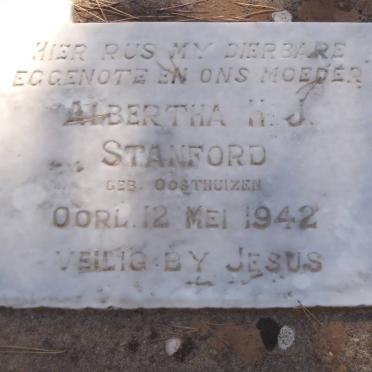 HIER RUS MY DIERBARE
EGGENOTE EN ONS MOEDER
ALBERTHA H. J.
STANFORD
GEB. OOSTHUIZEN
OORL. 12 MEI 1942
VEILIG BY JESUS